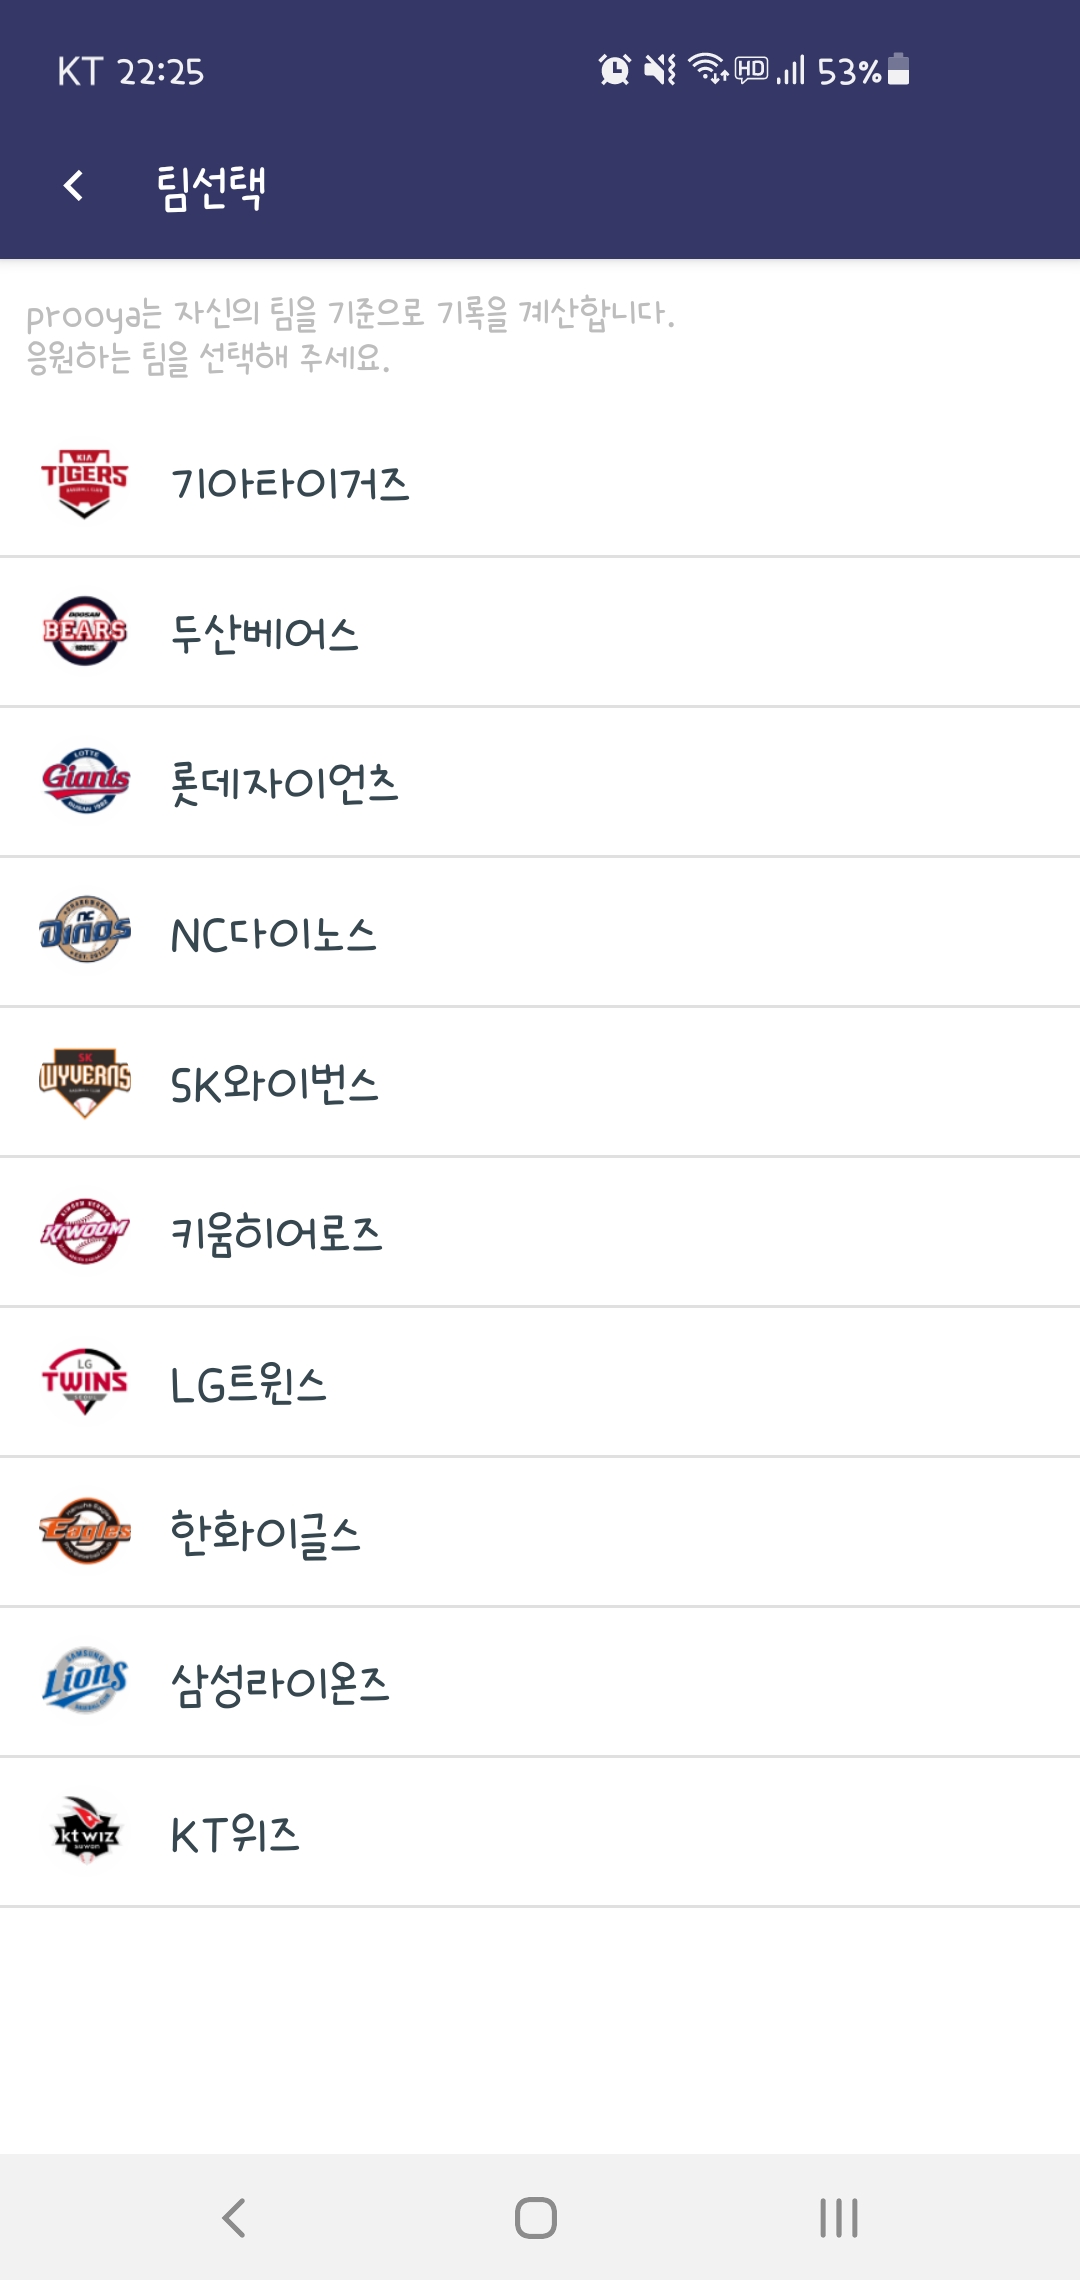 KT 22:25
HD 53%
팀선택
prooya는 자신의 팀을 기준으로 기록을 계산합니다.
응원하는 팀을 선택해 주세요.
KIA
TIGERS
기아타이거즈
DOOSAN
BEARS
두산베어스
LOTTE
Giants
롯데자이언츠
NC
DINOS
NC다이노스
SK
WYVERNS
SK와이번스
KIWOOM
키움히어로즈
LG
TWINS
LG트윈스
Eagles
한화이글스
SAMSUNG
Lions
삼성라이온즈
kt wiz
suwon
KT위즈